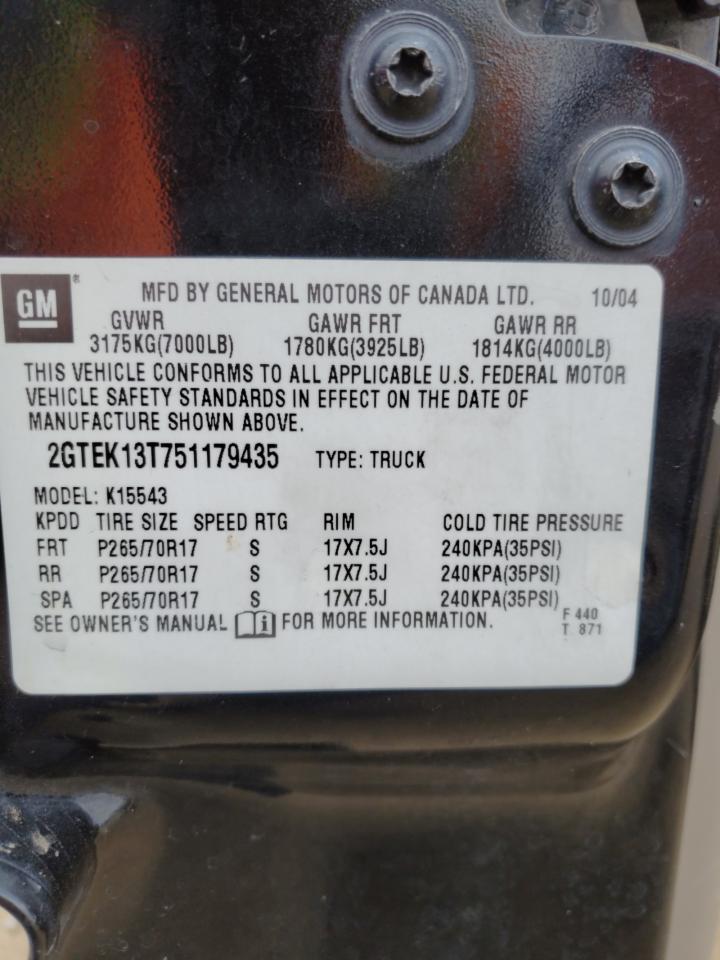 GM ® MFD BY GENERAL MOTORS OF CANADA LTD. 10/04
GVWR GAWR FRT GAWR RR
3175KG(7000LB) 1780KG(3925LB) 1814KG(4000LB)
THIS VEHICLE CONFORMS TO ALL APPLICABLE U.S. FEDERAL MOTOR
VEHICLE SAFETY STANDARDS IN EFFECT ON THE DATE OF
MANUFACTURE SHOWN ABOVE.
2GTEK13T751179435 TYPE: TRUCK
MODEL: K15543
KPDD TIRE SIZE SPEED RTG RIM COLD TIRE PRESSURE
FRT P265/70R17 S 17X7.5J 240KPA(35PSI)
RR P265/70R17 S 17X7.5J 240KPA(35PSI)
SPA P265/70R17 S 17X7.5J 240KPA(35PSI)
SEE OWNER'S MANUAL i FOR MORE INFORMATION. F 440
T 871